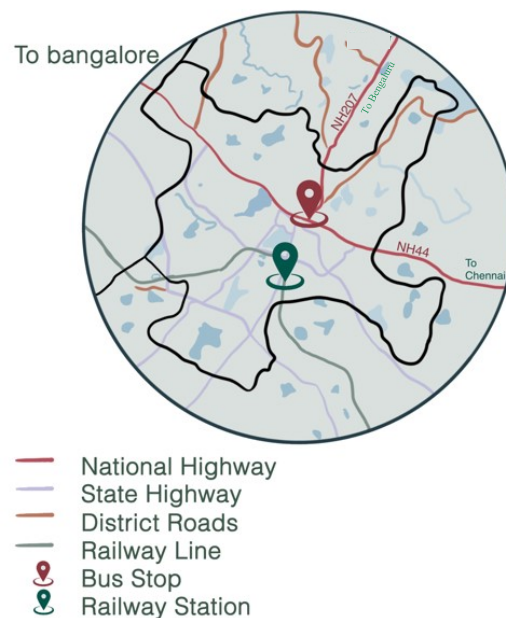 To bangalore
NH207
To Bengaluru
NH44
To
Chennai
National Highway
State Highway
District Roads
Railway Line
Bus Stop
Railway Station